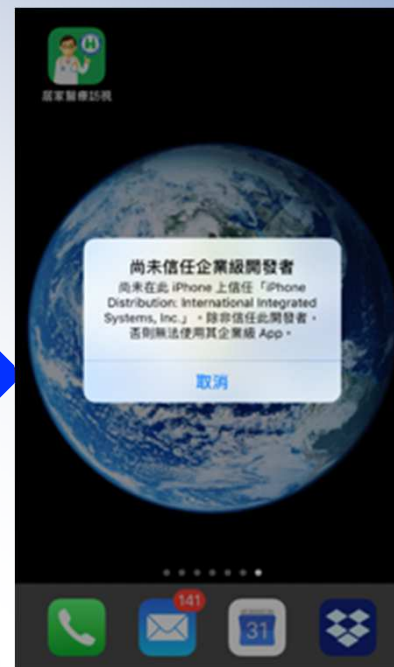 居家醫療訪視
尚未信任企業級開發者
尚未在此 iPhone 上信任「iPhone
Distribution: International Integrated
Systems, Inc.」。除非信任此開發者，
否則無法使用其企業級 App。
取消
141
31